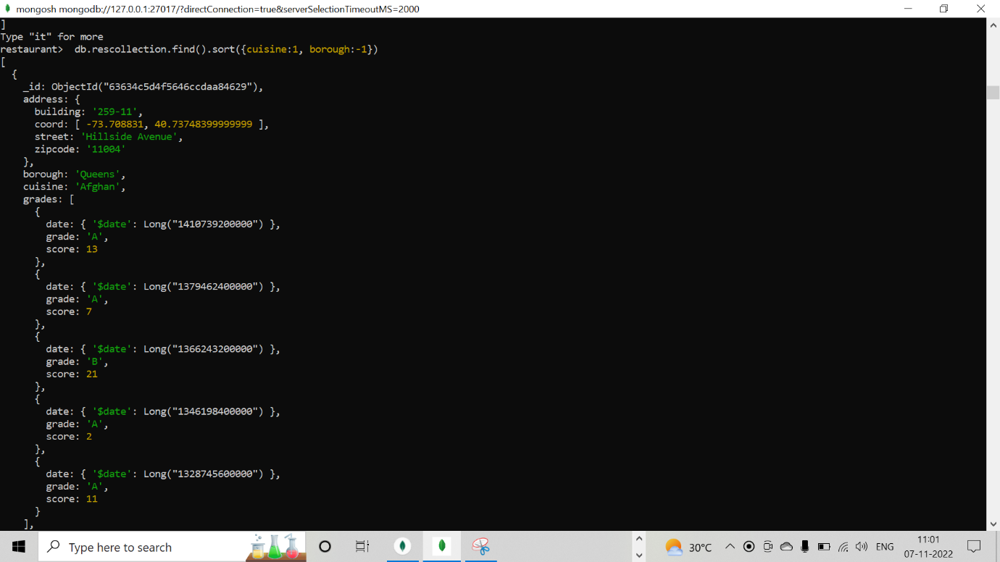 mongosh mongodb://127.0.0.1:27017/?directConnection=true&serverSelectionTimeoutMS=2000
]
Type "it" for more
restaurant>  db.rescollection.find().sort({cuisine:1, borough:-1})
[
  {
    _id: ObjectId("63634c5d4f5646ccdaa84629"),
    address: {
      building: '259-11',
      coord: [ -73.708831, 40.73748399999999 ],
      street: 'Hillside Avenue',
      zipcode: '11004'
    },
    borough: 'Queens',
    cuisine: 'Afghan',
    grades: [
      {
        date: { '$date': Long("1410739200000") },
        grade: 'A',
        score: 13
      },
      {
        date: { '$date': Long("1379462400000") },
        grade: 'A',
        score: 7
      },
      {
        date: { '$date': Long("1366243200000") },
        grade: 'B',
        score: 21
      },
      {
        date: { '$date': Long("1346198400000") },
        grade: 'A',
        score: 2
      },
      {
        date: { '$date': Long("1328745600000") },
        grade: 'A',
        score: 11
      }
    ],
Type here to search
30°C
ENG
11:01
07-11-2022